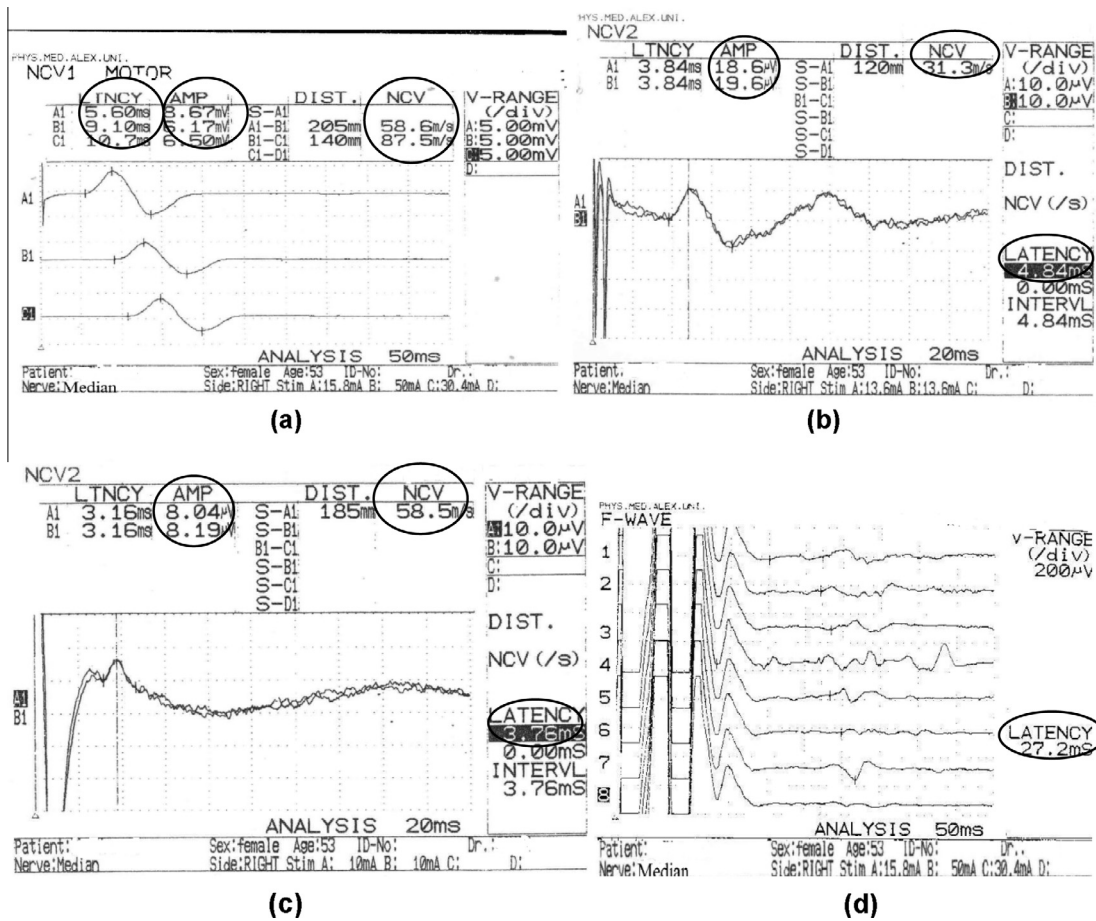 PHYS.MED.ALEX.UNI.
NCV1 MOTOR
LTNCY AMP DIST. NCV
A1 5.60ms 8.67mV S-A1
B1 9.10ms 6.17mV A1-B1 205mm 58.6m/s
C1 10.7ms 6.50mV B1-C1 140mm 87.5m/s
C1-D1
V-RANGE
(/div)
A:5.00mV
B:5.00mV
C:5.00mV
D:
A1
B1
C1
ANALYSIS 50ms
Patient: Sex:female Age:53 ID-No: Dr.:
Nerve:Median Side:RIGHT Stim A:15.8mA B: 50mA C:30.4mA D:
(a)
HYS.MED.ALEX.UNI.
NCV2
LTNCY AMP DIST. NCV
A1 3.84ms 18.6μV S-A1 120mm 31.3m/s
B1 3.84ms 19.6μV S-B1
B1-C1
S-B1
S-C1
S-D1
V-RANGE
(/div)
A:10.0μV
B:10.0μV
C:
D:
DIST.
NCV(/S)
LATENCY
4.84mS
0.00mS
INTERVL
4.84mS
A1
B1
ANALYSIS 20ms
Patient: Sex:female Age:53 ID-No: Dr.:
Nerve:Median Side:RIGHT Stim A:13.6mA B:13.6mA C: D:
(b)
NCV2
LTNCY AMP DIST. NCV
A1 3.16ms 8.04μV S-A1 185mm 58.5m/s
B1 3.16ms 8.19μV S-B1
B1-C1
S-B1
S-C1
S-D1
V-RANGE
(/div)
A:10.0μV
B:10.0μV
C:
D:
DIST.
NCV(/S)
LATENCY
3.76mS
0.00mS
INTERVL
3.76mS
A1
B1
ANALYSIS 20ms
Patient: Sex:female Age:53 ID-No: Dr.:
Nerve:Median Side:RIGHT Stim A: 10mA B: 10mA C: D:
(c)
PHYS.MED.ALEX.UNI.
F-WAVE
1
2
3
4
5
6
7
8
v-RANGE
(/div)
200μV
LATENCY
27.2mS
ANALYSIS 50ms
Patient: Sex:female Age:53 ID-No: Dr.:
Nerve:Median Side:RIGHT Stim A:15.8mA B: 50mA C:30.4mA D:
(d)